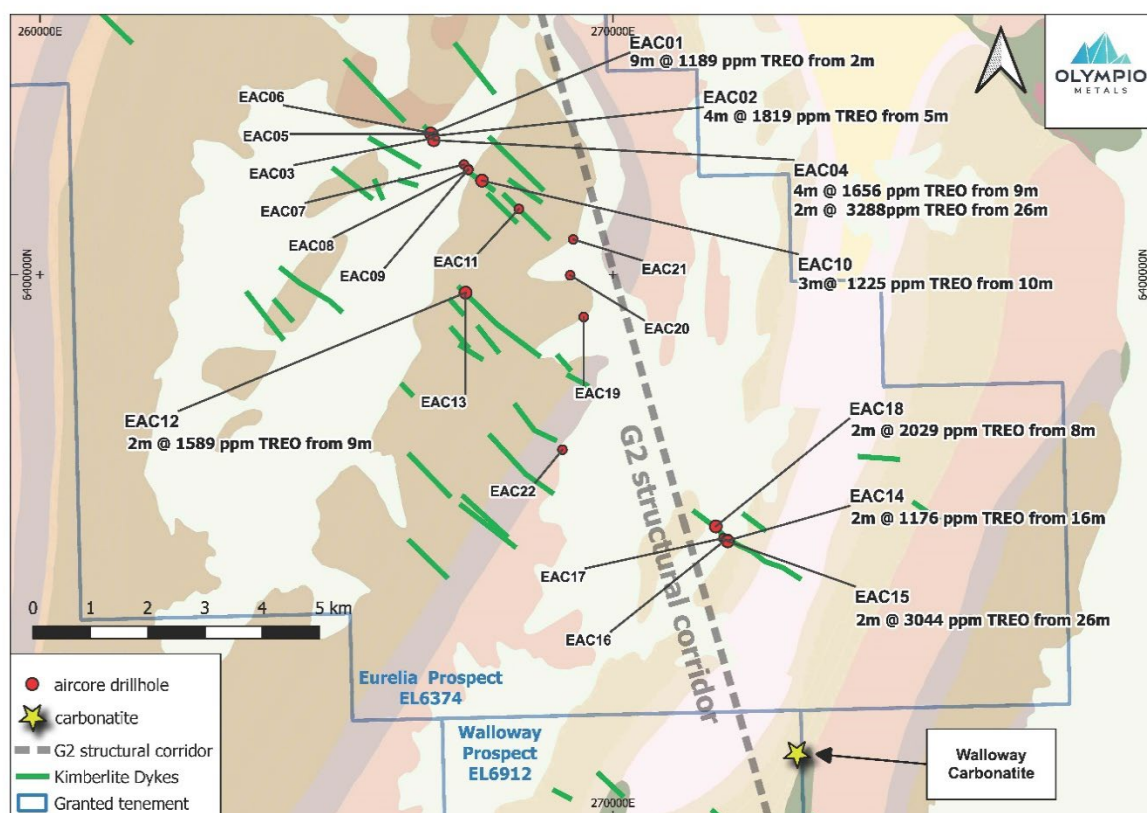 260000E
270000E
OLYMPIO
METALS
EAC01
9m @ 1189 ppm TREO from 2m
EAC06
EAC02
4m @ 1819 ppm TREO from 5m
EAC05
EAC03
EAC04
4m @ 1656 ppm TREO from 9m
2m @ 3288ppm TREO from 26m
EAC07
EAC08
EAC09
EAC11
EAC21
EAC10
3m@ 1225 ppm TREO from 10m
6400000N
6400000N
EAC20
EAC13
EAC19
EAC12
2m @ 1589 ppm TREO from 9m
EAC18
2m @ 2029 ppm TREO from 8m
EAC22
EAC14
2m @ 1176 ppm TREO from 16m
G2 structural corridor
EAC17
EAC15
2m @ 3044 ppm TREO from 26m
EAC16
0 1 2 3 4 5 km
aircore drillhole
carbonatite
G2 structural corridor
Kimberlite Dykes
Granted tenement
Eurelia Prospect
EL6374
Walloway
Prospect
EL6912
Walloway
Carbonatite
270000E